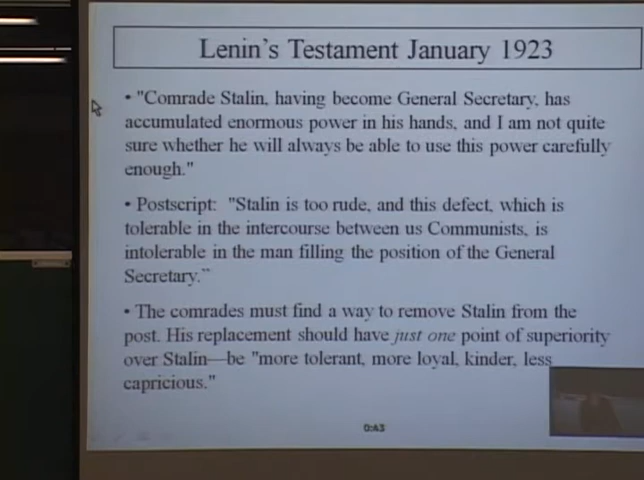 Lenin's Testament January 1923
• "Comrade Stalin, having become General Secretary, has
accumulated enormous power in his hands, and I am not quite
sure whether he will always be able to use this power carefully
enough."
• Postscript: "Stalin is too rude, and this defect, which is
tolerable in the intercourse between us Communists, is
intolerable in the man filling the position of the General
Secretary."
• The comrades must find a way to remove Stalin from the
post. His replacement should have just one point of superiority
over Stalin—be "more tolerant, more loyal, kinder, less
capricious."
0:43